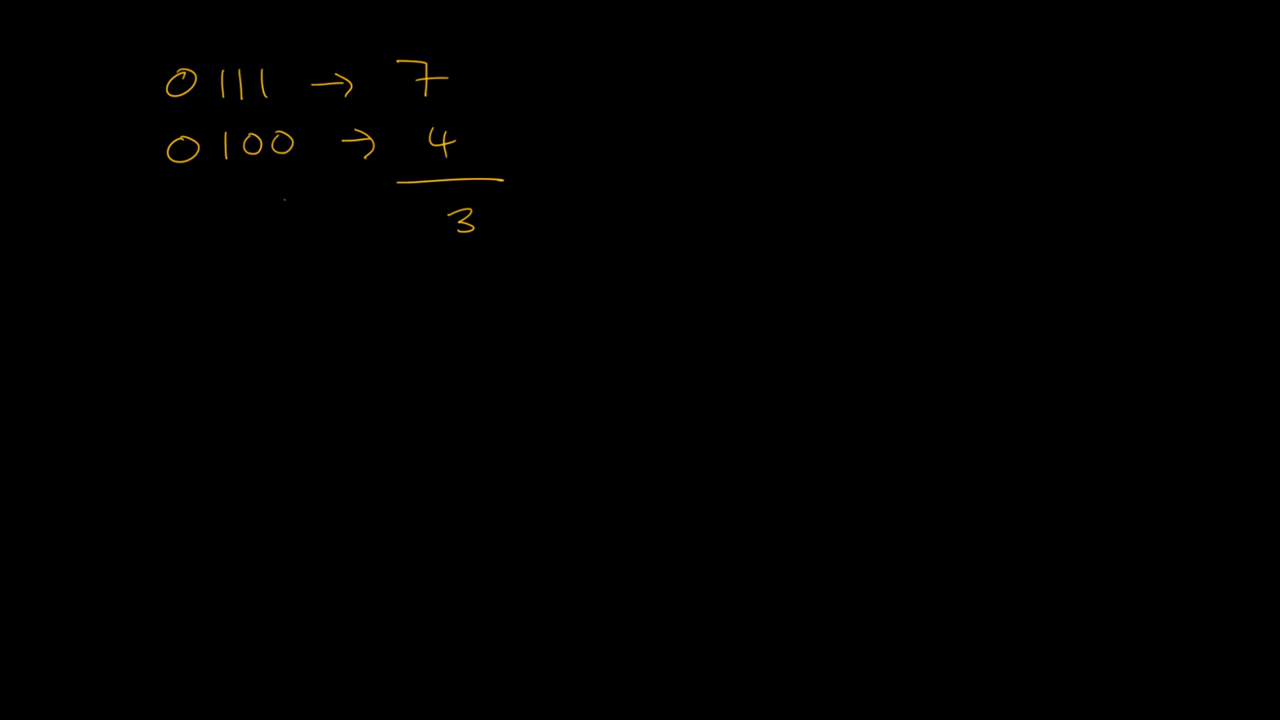 0111 → 7
0100 → 4
3